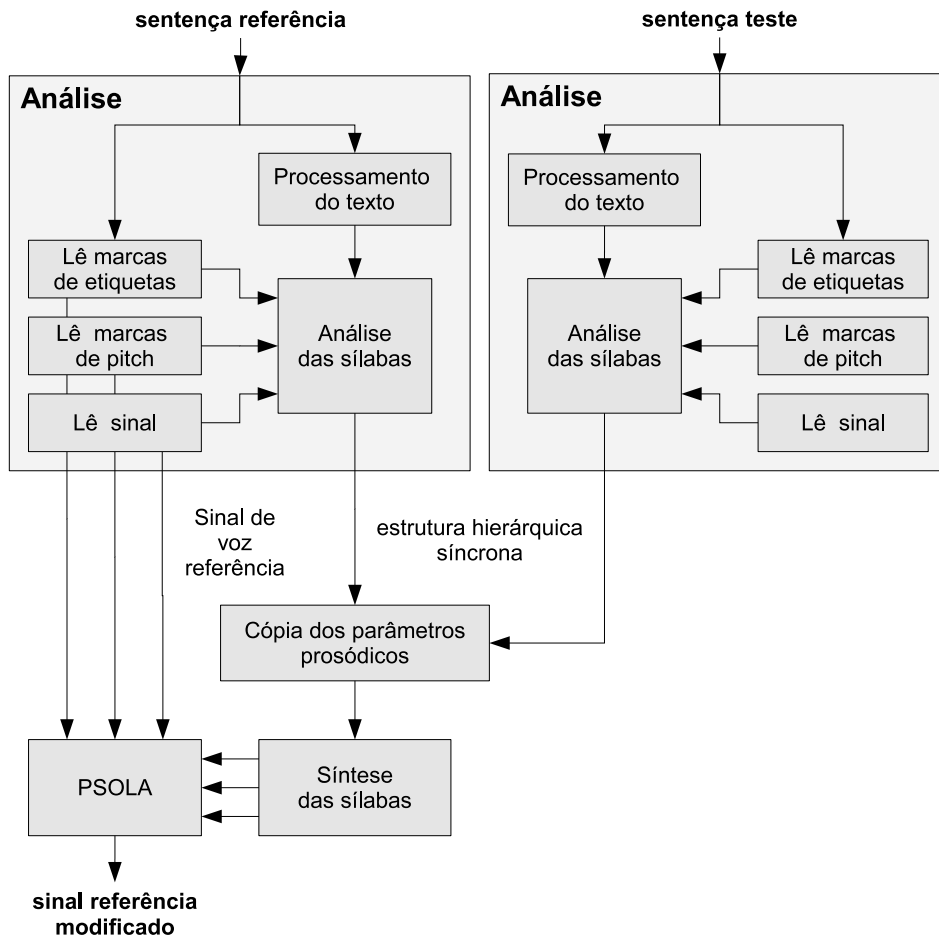 sentença referência
sentença teste
Análise
Análise
Processamento
do texto
Processamento
do texto
Lê marcas
de etiquetas
Lê marcas
de etiquetas
Análise
das sílabas
Análise
das sílabas
Lê marcas
de pitch
Lê marcas
de pitch
Lê sinal
Lê sinal
Sinal de
voz
referência
estrutura hierárquica
síncrona
Cópia dos parâmetros
prosódicos
PSOLA
Síntese
das sílabas
sinal referência
modificado